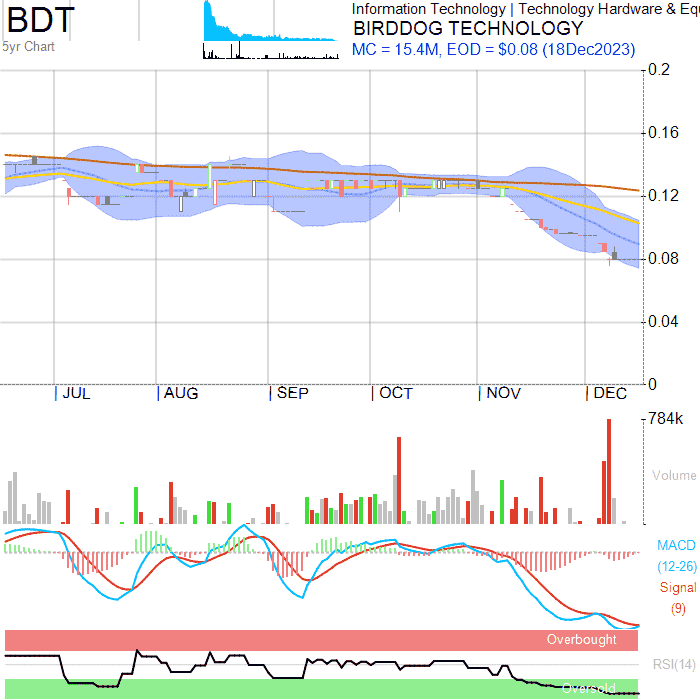 BDT
5yr Chart
Information Technology | Technology Hardware & Equ
BIRDDOG TECHNOLOGY
MC = 15.4M, EOD = $0.08 (18Dec2023)
0.2
0.16
0.12
0.08
0.04
0
JUL AUG SEP OCT NOV DEC
784k
Volume
MACD
(12-26)
Signal
(9)
Overbought
RSI(14)
Oversold